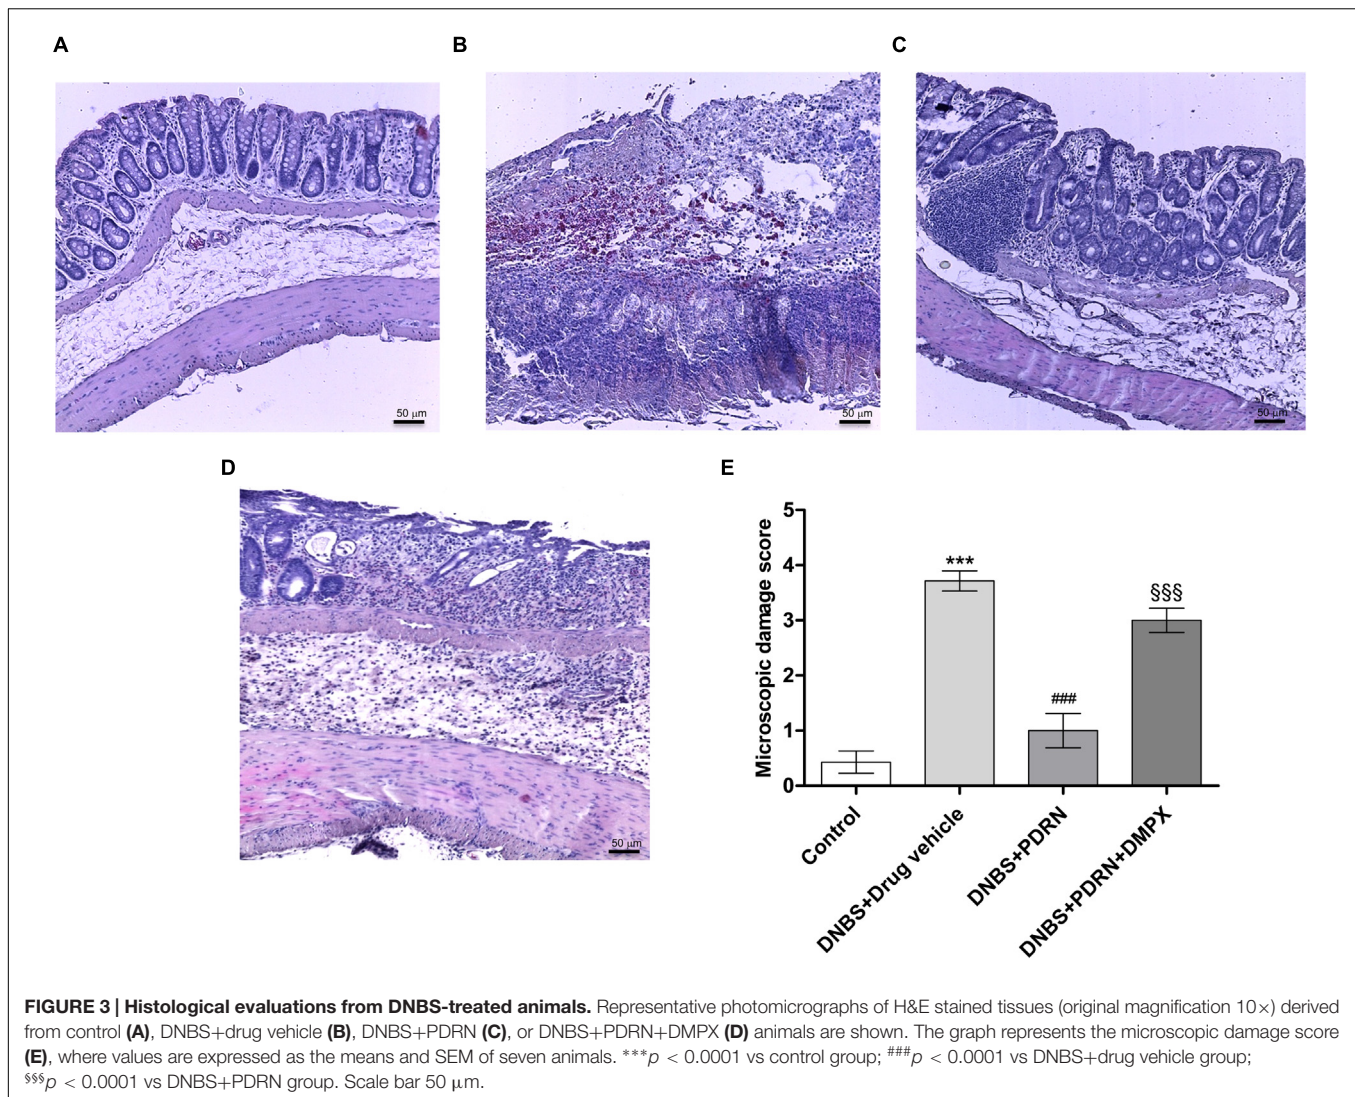 A
B
C
50 μm
50 μm
50 μm
D
E
50 μm
Microscopic damage score
5
4
3
2
1
0
***
###
§§§
Control
DNBS+Drug vehicle
DNBS+PDRN
DNBS+PDRN+DMPX
FIGURE 3 | Histological evaluations from DNBS-treated animals. Representative photomicrographs of H&E stained tissues (original magnification 10×) derived
from control (A), DNBS+drug vehicle (B), DNBS+PDRN (C), or DNBS+PDRN+DMPX (D) animals are shown. The graph represents the microscopic damage score
(E), where values are expressed as the means and SEM of seven animals. ***p < 0.0001 vs control group; ###p < 0.0001 vs DNBS+drug vehicle group;
§§§p < 0.0001 vs DNBS+PDRN group. Scale bar 50 μm.